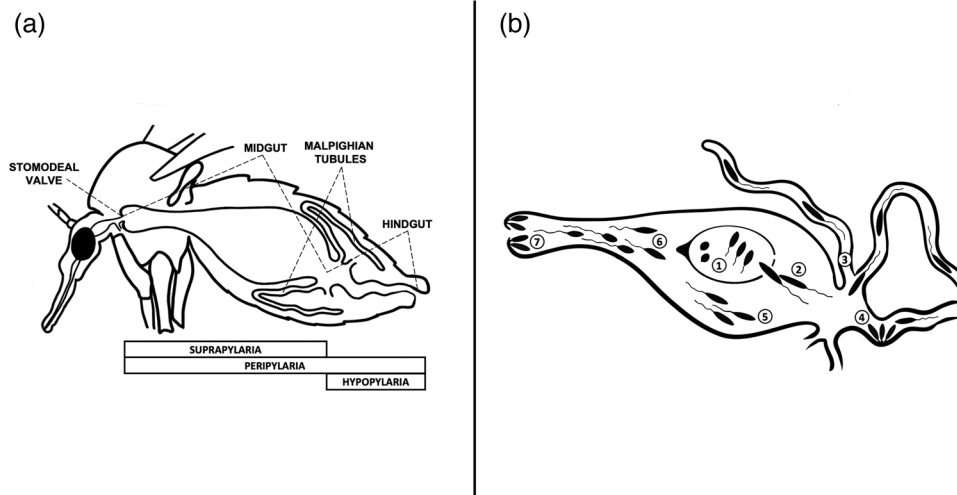 (a)
STOMODEAL
VALVE
MIDGUT
MALPIGHIAN
TUBULES
HINDGUT
SUPRAPYLARIA
PERIPYLARIA
HYPOPYLARIA
(b)
①
②
③
④
⑤
⑥
⑦